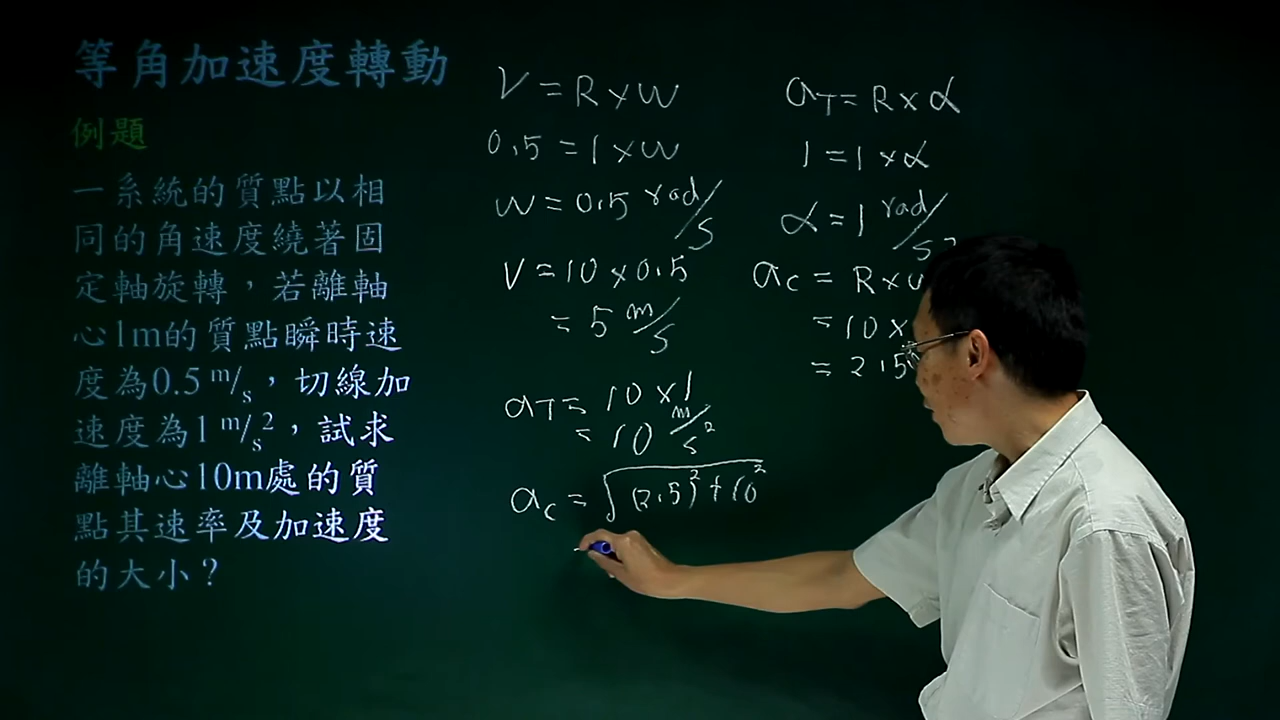 等角加速度轉動
例題
一系統的質點以相
同的角速度繞著固
定軸旋轉，若離軸
心1m的質點瞬時速
度為0.5 m/s，切線加
速度為1 m/s²，試求
離軸心10m處的質
點其速率及加速度
的大小？
V = R×W
0.5 = 1×W
W = 0.5 rad/s
V = 10×0.5
= 5 m/s
a_T = 10×1
= 10 m/s²
a_C = √(2.5)²+10²
a_T = R×α
1 = 1×α
α = 1 rad/s²
a_C = R×
= 10×
= 2.5